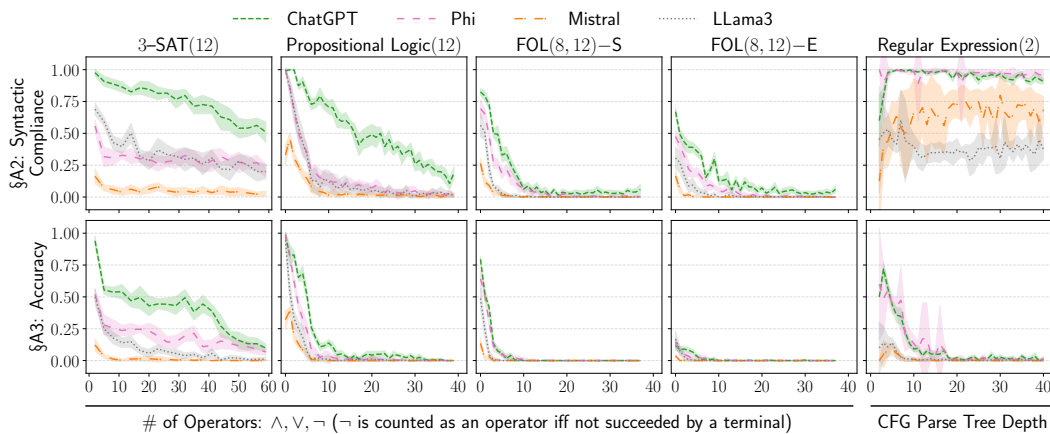 ChatGPT Phi Mistral LLama3
3–SAT(12) Propositional Logic(12) FOL(8, 12)−S FOL(8, 12)−E Regular Expression(2)
§A2: Syntactic
Compliance
1.00
0.75
0.50
0.25
0.00
§A3: Accuracy
1.00
0.75
0.50
0.25
0.00
0 10 20 30 40 50 60 0 20 40 0 10 20 30 40 0 10 20 30 40 0 10 20 30 40
# of Operators: ∧, ∨, ¬ (¬ is counted as an operator iff not succeeded by a terminal) CFG Parse Tree Depth